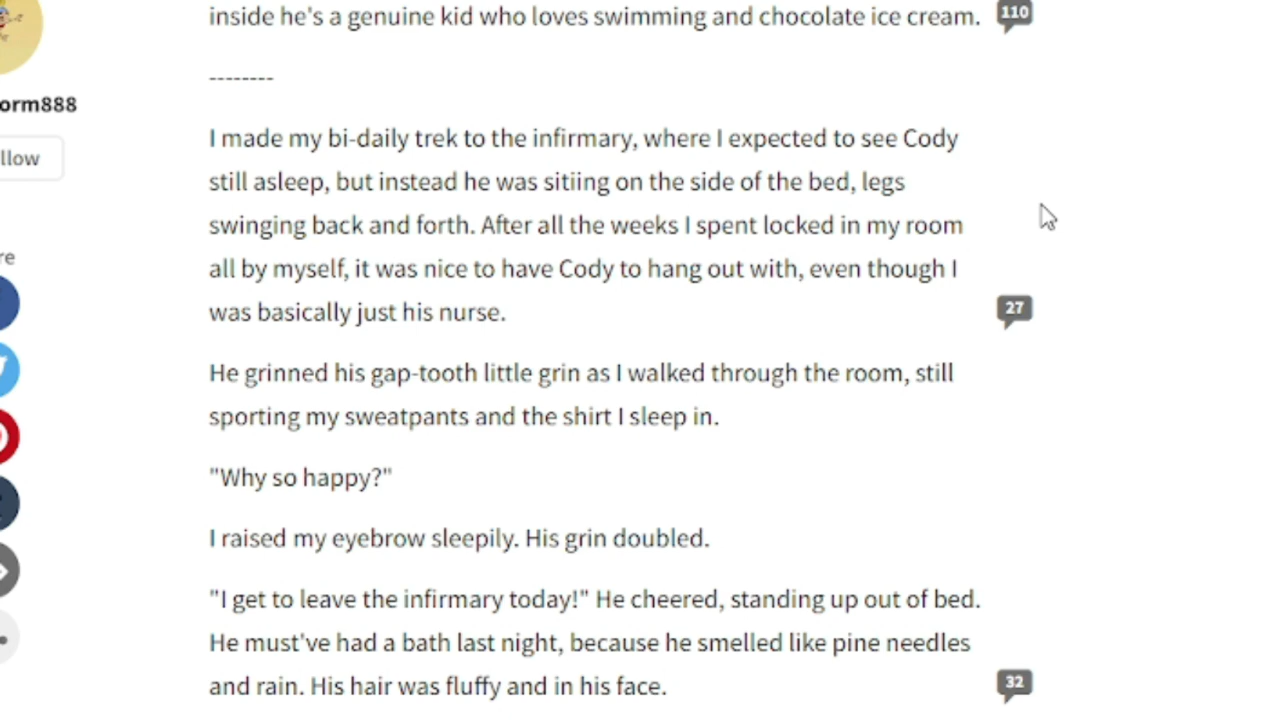 inside he's a genuine kid who loves swimming and chocolate ice cream.
110
--------
orm888
llow
I made my bi-daily trek to the infirmary, where I expected to see Cody
still asleep, but instead he was sitiing on the side of the bed, legs
swinging back and forth. After all the weeks I spent locked in my room
re
all by myself, it was nice to have Cody to hang out with, even though I
was basically just his nurse.
27
He grinned his gap-tooth little grin as I walked through the room, still
sporting my sweatpants and the shirt I sleep in.
"Why so happy?"
I raised my eyebrow sleepily. His grin doubled.
"I get to leave the infirmary today!" He cheered, standing up out of bed.
He must've had a bath last night, because he smelled like pine needles
and rain. His hair was fluffy and in his face.
32